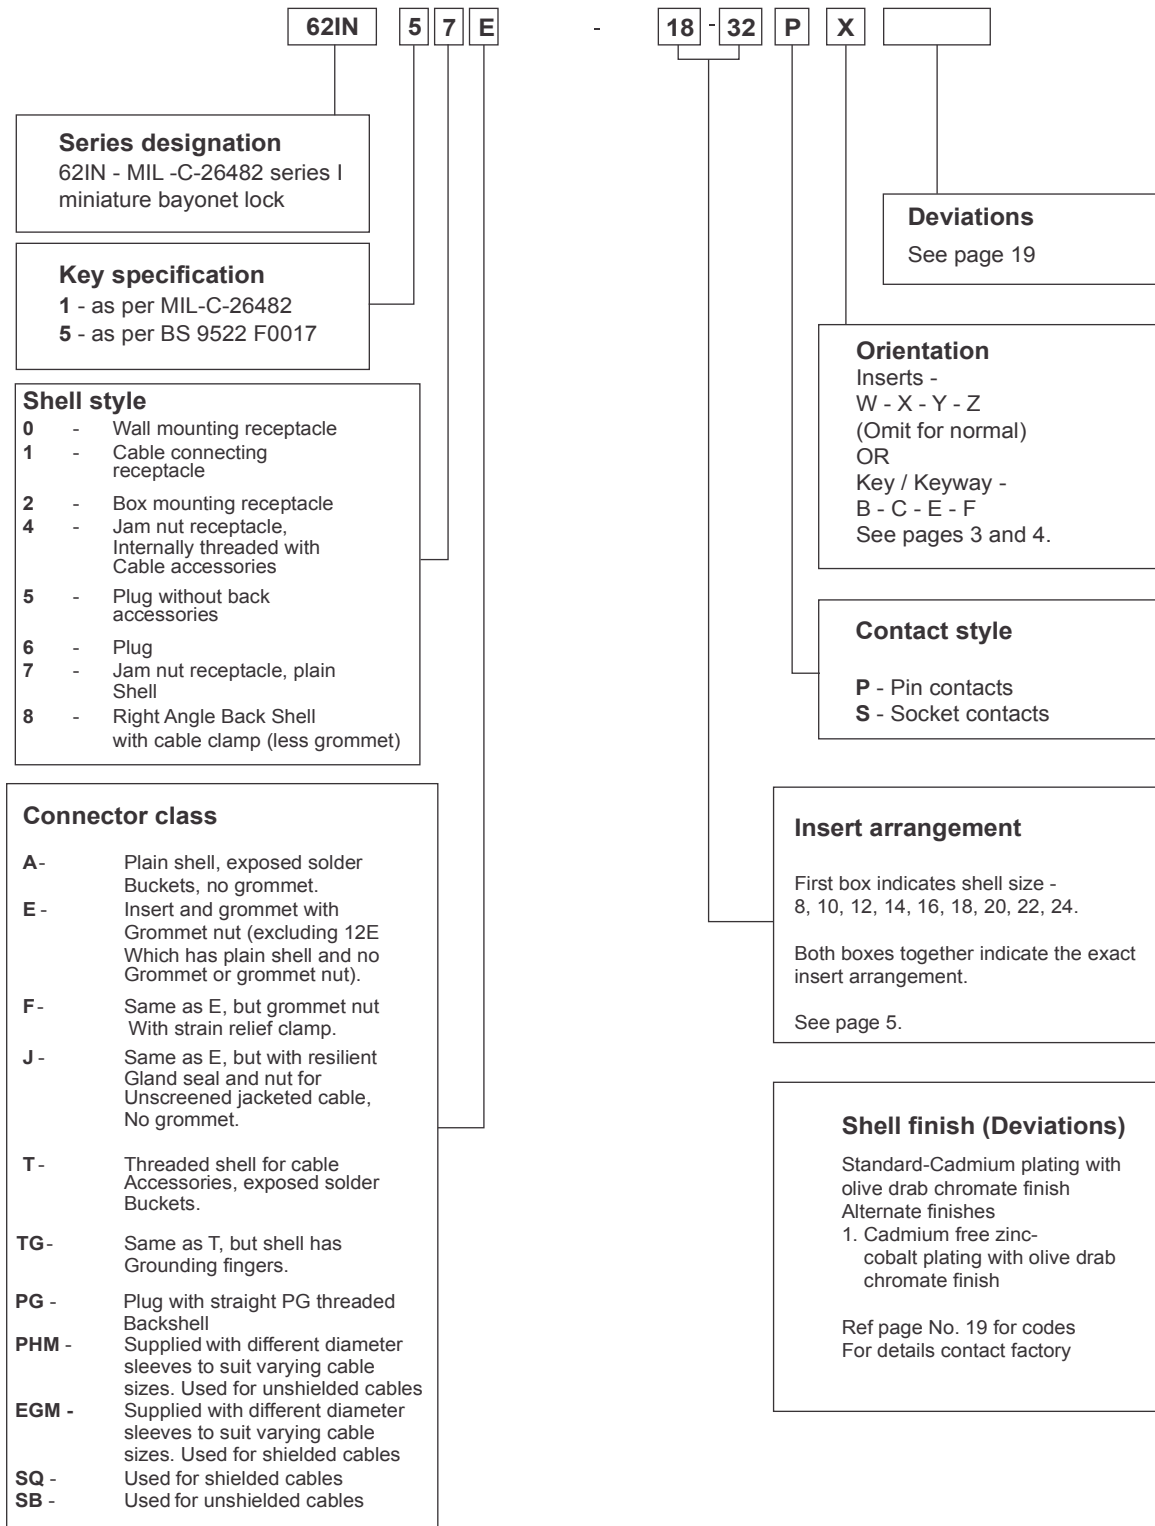 62IN 5 7 E - 18 - 32 P X
Series designation
62IN - MIL -C-26482 series I
miniature bayonet lock
Key specification
1 - as per MIL-C-26482
5 - as per BS 9522 F0017
Shell style
0 - Wall mounting receptacle
1 - Cable connecting
receptacle
2 - Box mounting receptacle
4 - Jam nut receptacle,
Internally threaded with
Cable accessories
5 - Plug without back
accessories
6 - Plug
7 - Jam nut receptacle, plain
Shell
8 - Right Angle Back Shell
with cable clamp (less grommet)
Connector class
A- Plain shell, exposed solder
Buckets, no grommet.
E - Insert and grommet with
Grommet nut (excluding 12E
Which has plain shell and no
Grommet or grommet nut).
F- Same as E, but grommet nut
With strain relief clamp.
J - Same as E, but with resilient
Gland seal and nut for
Unscreened jacketed cable,
No grommet.
T- Threaded shell for cable
Accessories, exposed solder
Buckets.
TG- Same as T, but shell has
Grounding fingers.
PG - Plug with straight PG threaded
Backshell
PHM - Supplied with different diameter
sleeves to suit varying cable
sizes. Used for unshielded cables
EGM - Supplied with different diameter
sleeves to suit varying cable
sizes. Used for shielded cables
SQ - Used for shielded cables
SB - Used for unshielded cables
Deviations
See page 19
Orientation
Inserts -
W - X - Y - Z
(Omit for normal)
OR
Key / Keyway -
B - C - E - F
See pages 3 and 4.
Contact style
P - Pin contacts
S - Socket contacts
Insert arrangement
First box indicates shell size -
8, 10, 12, 14, 16, 18, 20, 22, 24.
Both boxes together indicate the exact
insert arrangement.
See page 5.
Shell finish (Deviations)
Standard-Cadmium plating with
olive drab chromate finish
Alternate finishes
1. Cadmium free zinc-
cobalt plating with olive drab
chromate finish
Ref page No. 19 for codes
For details contact factory